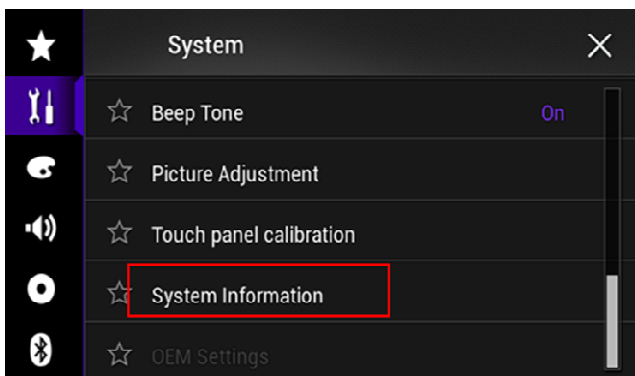 System
Beep Tone On
Picture Adjustment
Touch panel calibration
System Information
OEM Settings